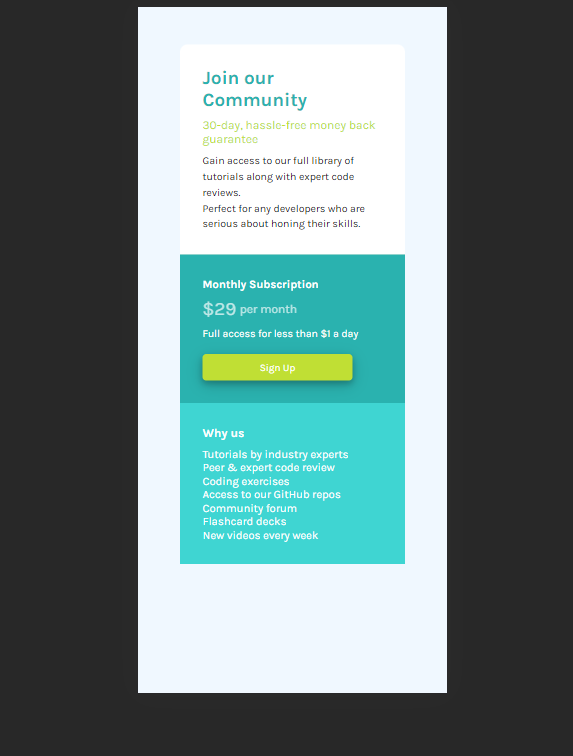 Join our
Community
30-day, hassle-free money back
guarantee
Gain access to our full library of
tutorials along with expert code
reviews.
Perfect for any developers who are
serious about honing their skills.
Monthly Subscription
$29 per month
Full access for less than $1 a day
Sign Up
Why us
Tutorials by industry experts
Peer & expert code review
Coding exercises
Access to our GitHub repos
Community forum
Flashcard decks
New videos every week